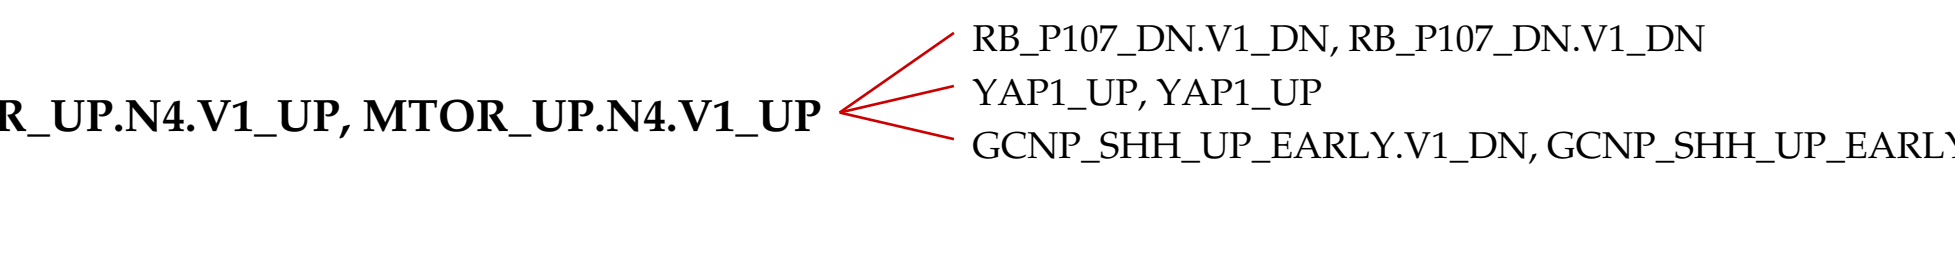 RB_P107_DN.V1_DN, RB_P107_DN.V1_DN
YAP1_UP, YAP1_UP
R_UP.N4.V1_UP, MTOR_UP.N4.V1_UP
GCNP_SHH_UP_EARLY.V1_DN, GCNP_SHH_UP_EARLY